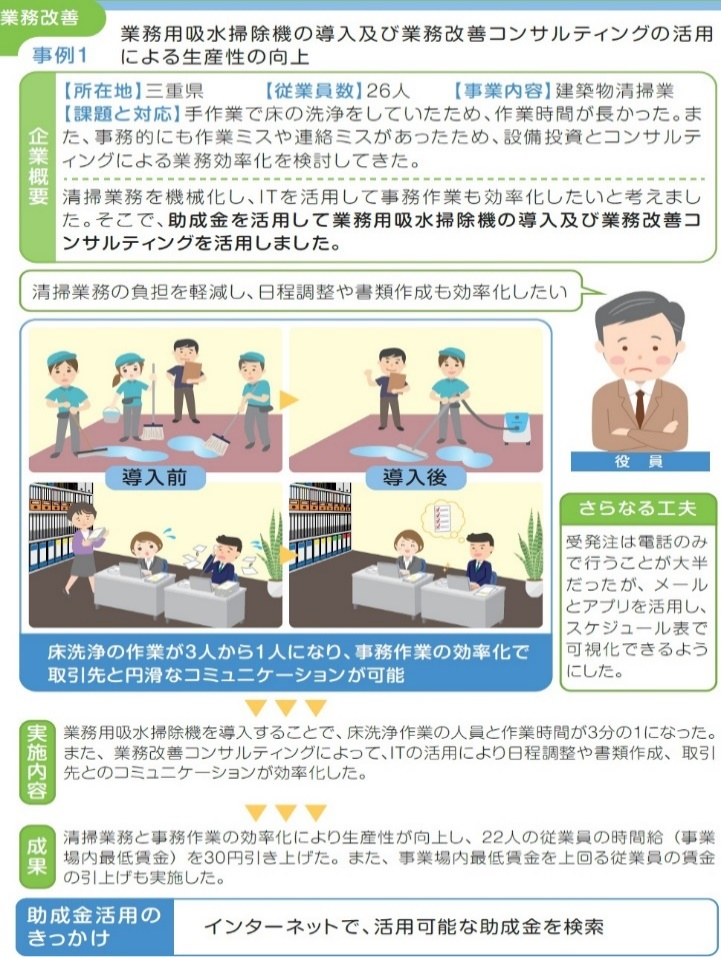 業務改善
事例1
業務用吸水掃除機の導入及び業務改善コンサルティングの活用
による生産性の向上
企業概要
【所在地】三重県 【従業員数】26人 【事業内容】建築物清掃業
【課題と対応】手作業で床の洗浄をしていたため、作業時間が長かった。ま
た、事務的にも作業ミスや連絡ミスがあったため、設備投資とコンサルテ
ィングによる業務効率化を検討してきた。
清掃業務を機械化し、ITを活用して事務作業も効率化したいと考えまし
た。そこで、助成金を活用して業務用吸水掃除機の導入及び業務改善コ
ンサルティングを活用しました。
清掃業務の負担を軽減し、日程調整や書類作成も効率化したい
役員
導入前
導入後
床洗浄の作業が3人から1人になり、事務作業の効率化で
取引先と円滑なコミュニケーションが可能
さらなる工夫
受発注は電話のみ
で行うことが大半
だったが、メール
とアプリを活用し、
スケジュール表で
可視化できるよう
にした。
実施内容
業務用吸水掃除機を導入することで、床洗浄作業の人員と作業時間が3分の1になった。
また、業務改善コンサルティングによって、ITの活用により日程調整や書類作成、取引
先とのコミュニケーションが効率化した。
成果
清掃業務と事務作業の効率化により生産性が向上し、22人の従業員の時間給（事業
場内最低賃金）を30円引き上げた。また、事業場内最低賃金を上回る従業員の賃金
の引上げも実施した。
助成金活用の
きっかけ
インターネットで、活用可能な助成金を検索